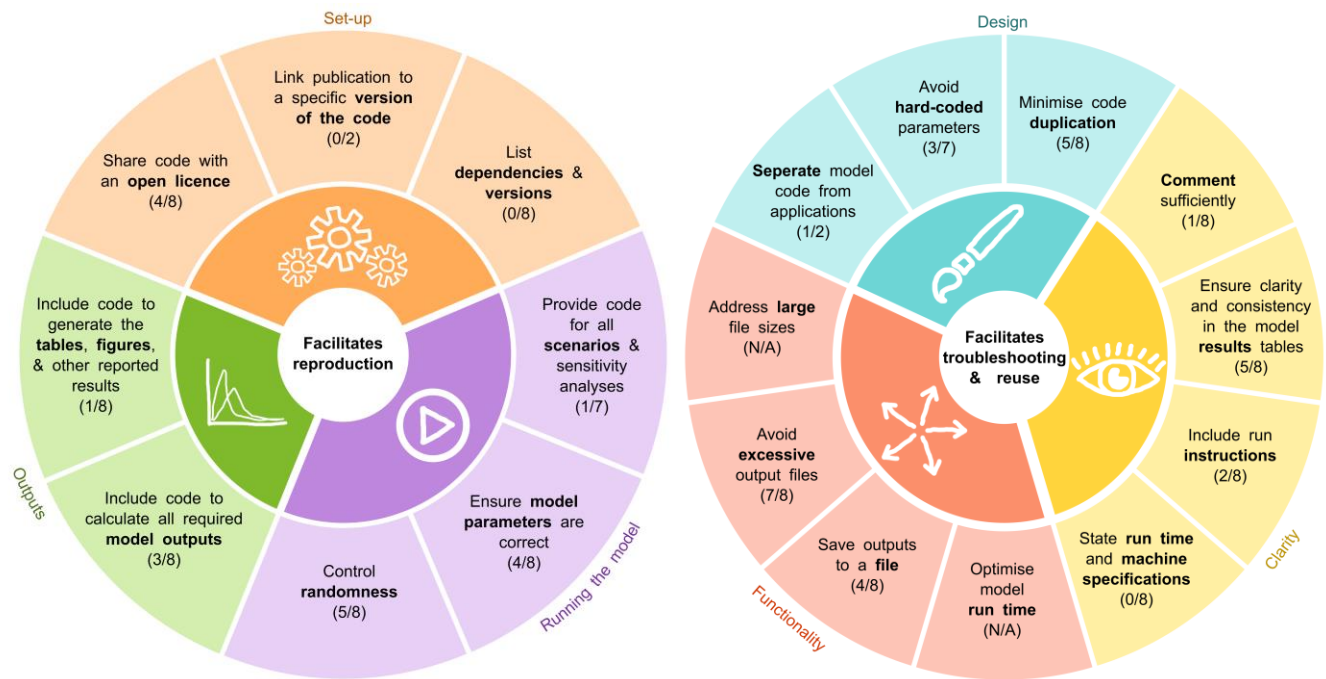 Set-up
Link publication to
a specific version
of the code
(0/2)
List
dependencies &
versions
(0/8)
Provide code
for all
scenarios &
sensitivity
analyses
(1/7)
Ensure model
parameters are
correct
(4/8)
Running the model
Control
randomness
(5/8)
Include code to
calculate all required
model outputs
(3/8)
Outputs
Include code to
generate the
tables, figures,
& other reported
results
(1/8)
Share code with
an open licence
(4/8)
Facilitates
reproduction
Design
Avoid
hard-coded
parameters
(3/7)
Minimise code
duplication
(5/8)
Comment
sufficiently
(1/8)
Ensure clarity
and consistency
in the model
results tables
(5/8)
Include run
instructions
(2/8)
Clarity
State run time
and machine
specifications
(0/8)
Optimise
model
run time
(N/A)
Save outputs
to a file
(4/8)
Functionality
Avoid
excessive
output files
(7/8)
Address large
file sizes
(N/A)
Seperate model
code from
applications
(1/2)
Facilitates
troubleshooting
& reuse